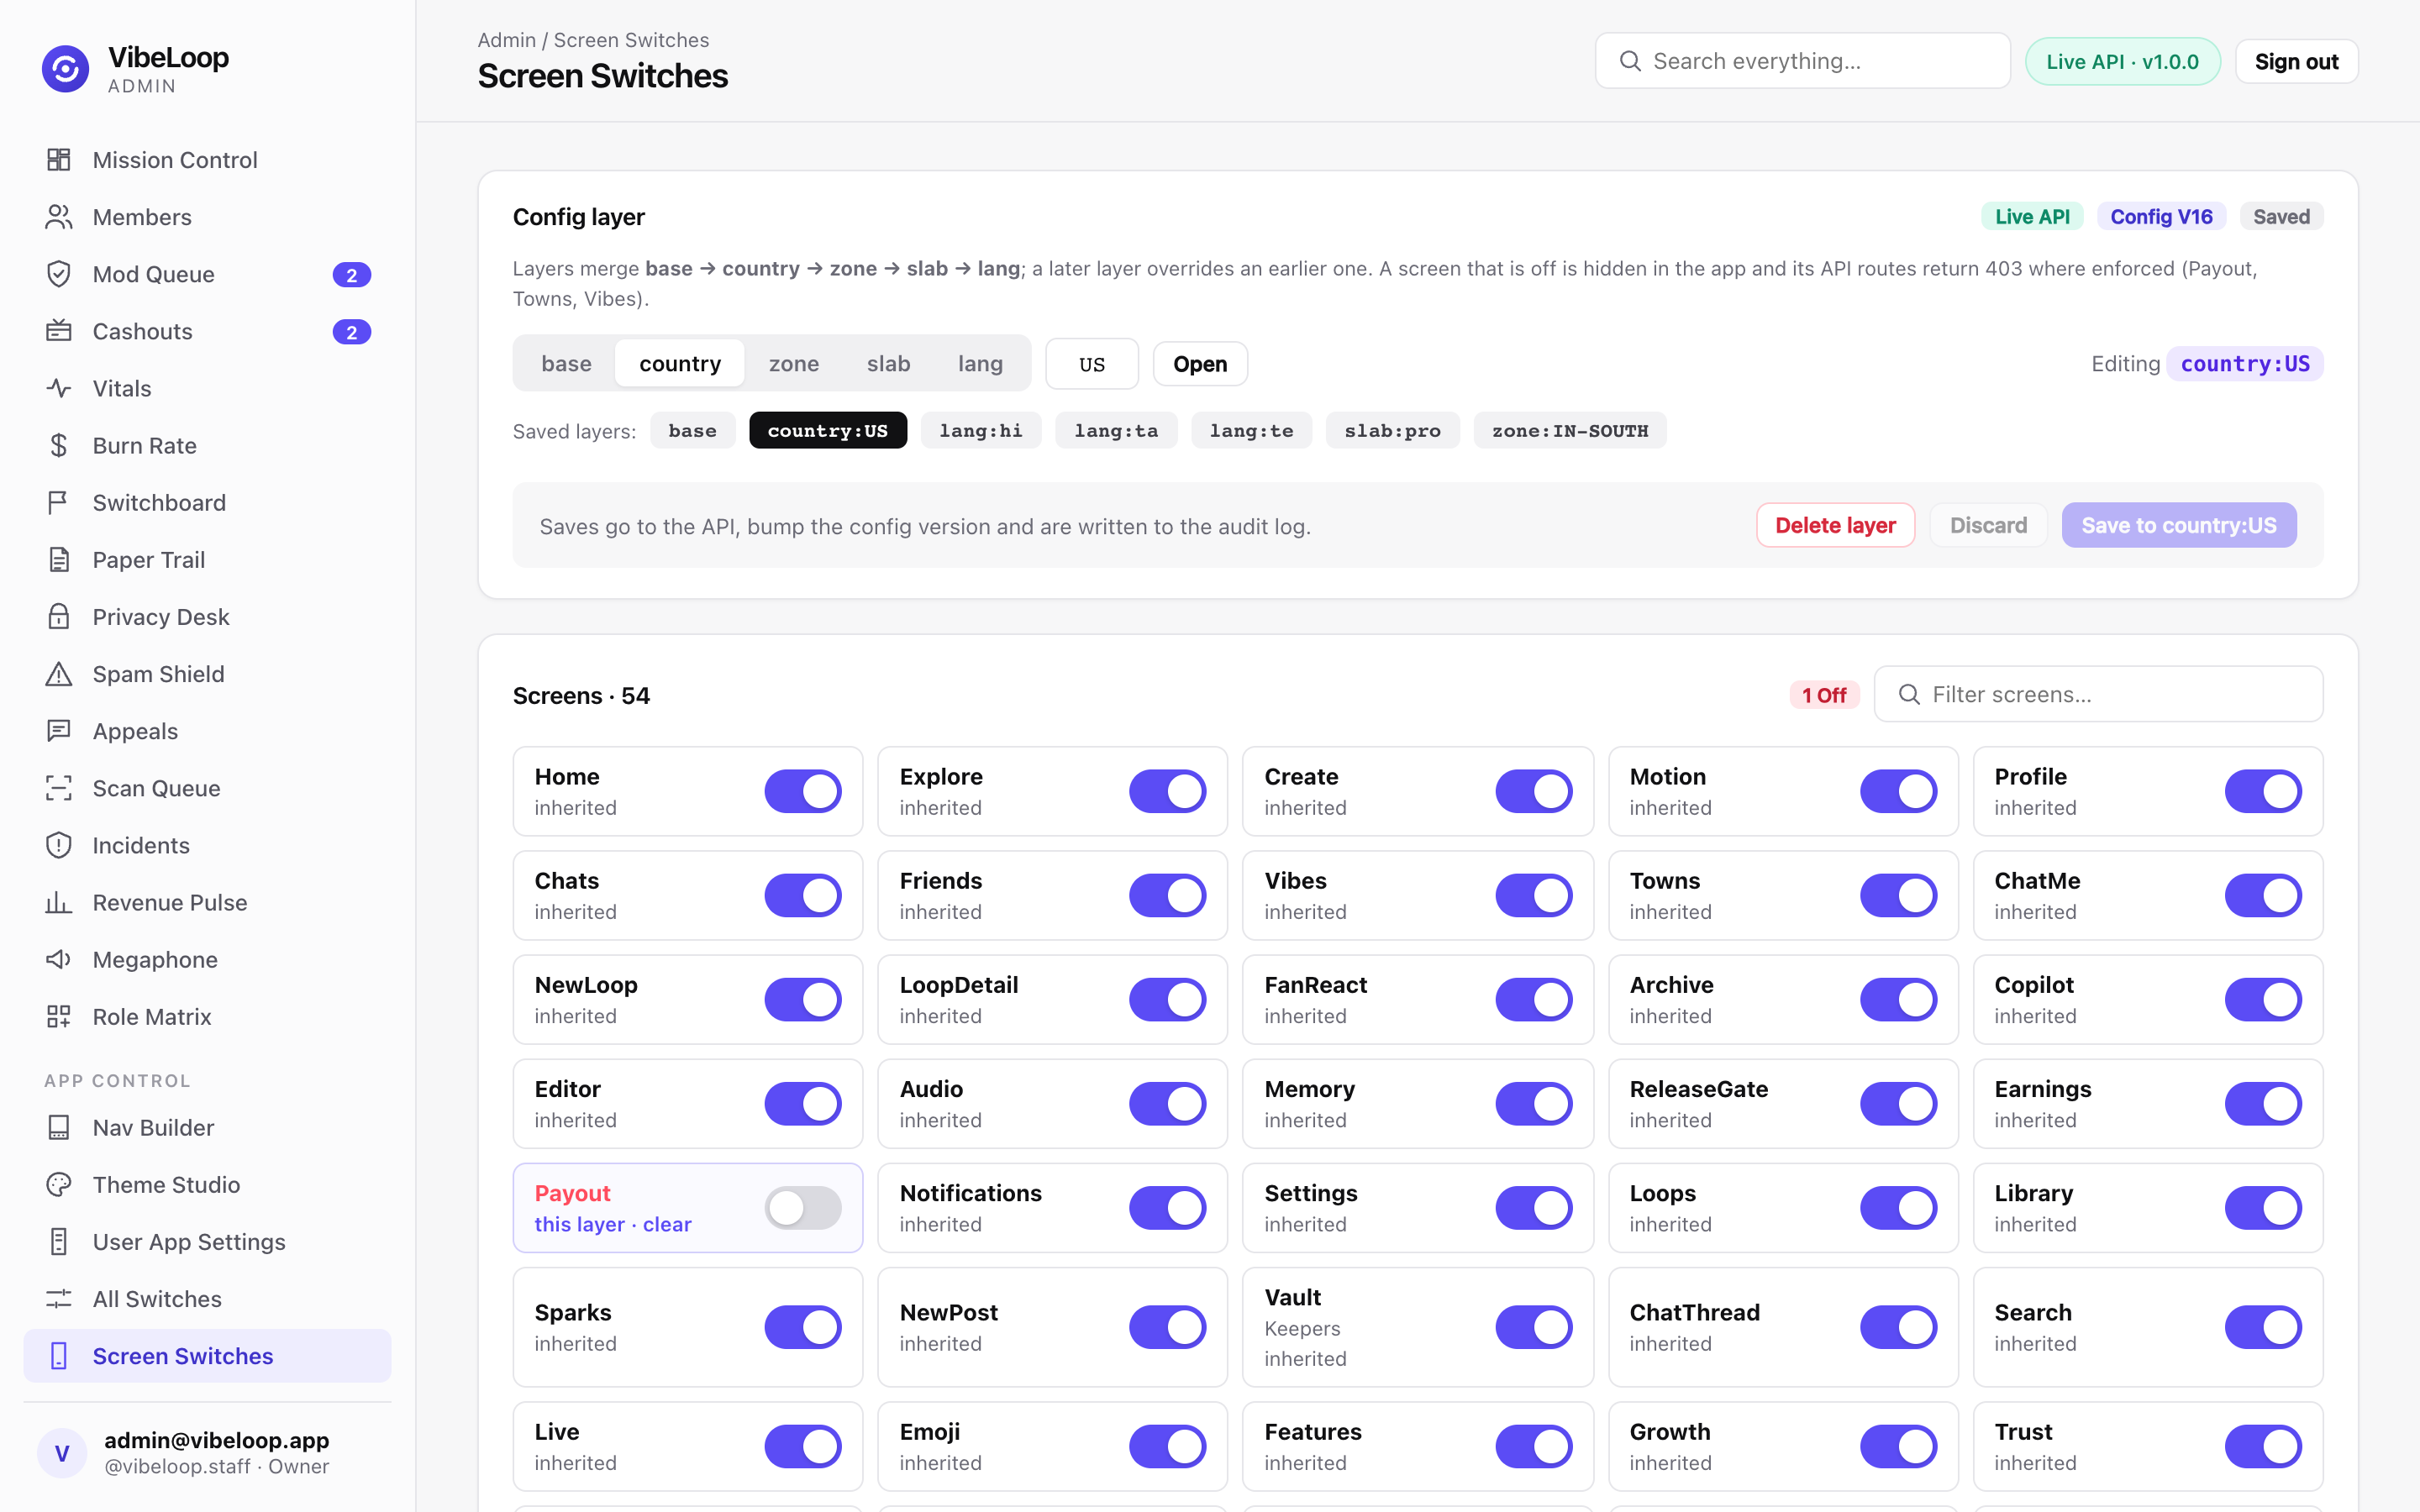 VibeLoop
ADMIN
Mission Control
Members
Mod Queue 2
Cashouts 2
Vitals
Burn Rate
Switchboard
Paper Trail
Privacy Desk
Spam Shield
Appeals
Scan Queue
Incidents
Revenue Pulse
Megaphone
Role Matrix
APP CONTROL
Nav Builder
Theme Studio
User App Settings
All Switches
Screen Switches
V
admin@vibeloop.app
@vibeloop.staff · Owner
Admin / Screen Switches
Screen Switches
Search everything...
Live API · v1.0.0
Sign out
Config layer
Live API Config V16 Saved
Layers merge base → country → zone → slab → lang; a later layer overrides an earlier one. A screen that is off is hidden in the app and its API routes return 403 where enforced (Payout,
Towns, Vibes).
base country zone slab lang US Open
Editing country:US
Saved layers: base country:US lang:hi lang:ta lang:te slab:pro zone:IN-SOUTH
Saves go to the API, bump the config version and are written to the audit log.
Delete layer Discard Save to country:US
Screens · 54
1 Off
Filter screens...
Home Explore Create Motion Profile
inherited inherited inherited inherited inherited
Chats Friends Vibes Towns ChatMe
inherited inherited inherited inherited inherited
NewLoop LoopDetail FanReact Archive Copilot
inherited inherited inherited inherited inherited
Editor Audio Memory ReleaseGate Earnings
inherited inherited inherited inherited inherited
Payout Notifications Settings Loops Library
this layer · clear inherited inherited inherited inherited
Sparks NewPost Vault ChatThread Search
Keepers
inherited inherited inherited inherited inherited
Live Emoji Features Growth Trust
inherited inherited inherited inherited inherited